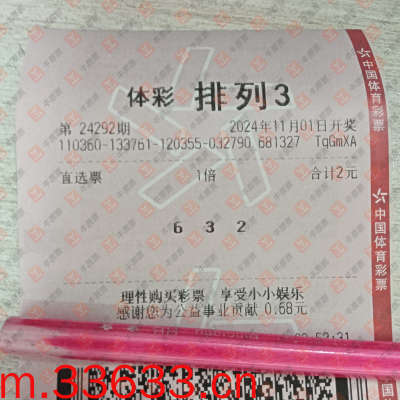 体彩 排列3
第 24292期 2024年11月01日开奖
110360-133761-120355-032790 681327 TgGmXA
直选票 1倍 合计2元
6 3 2
理性购买彩票 享受小小娱乐
感谢您为公益事业贡献 0.68元
m.33633.cn
中国体育彩票
中国体育彩票